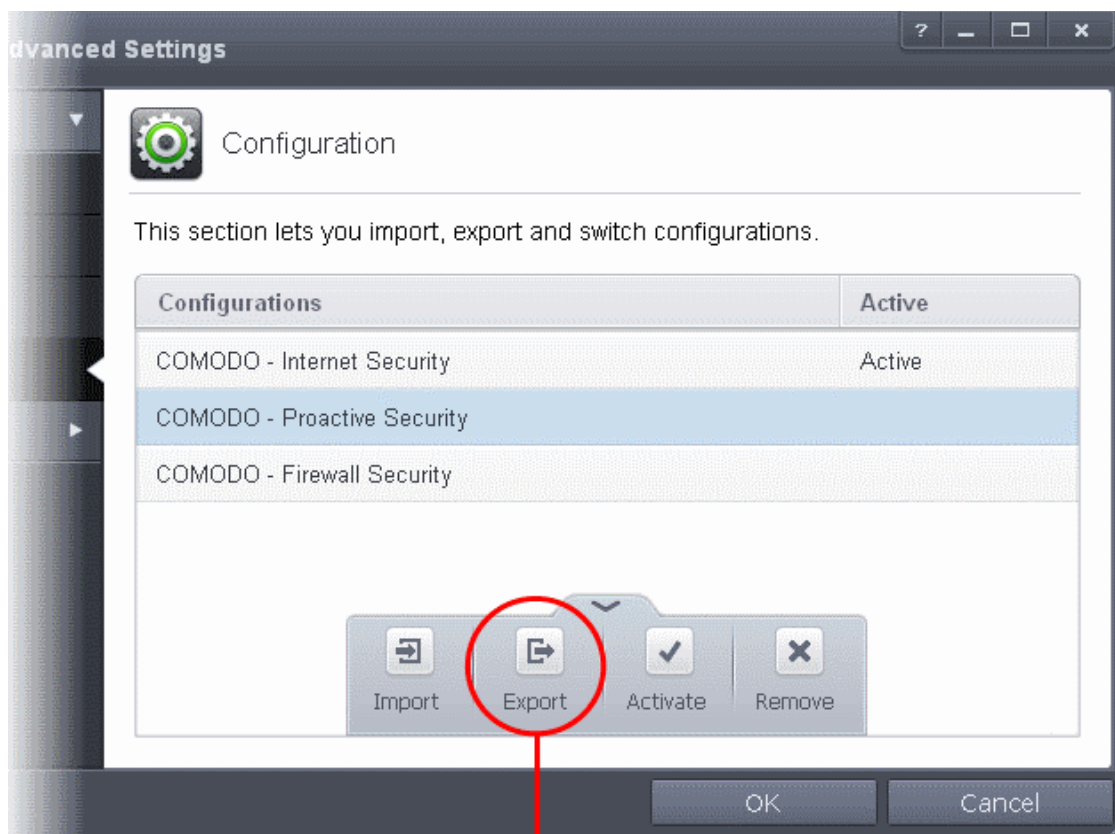 dvanced Settings
?
Configuration
This section lets you import, export and switch configurations.
Configurations Active
COMODO - Internet Security Active
COMODO - Proactive Security
COMODO - Firewall Security
Import Export Activate Remove
OK Cancel